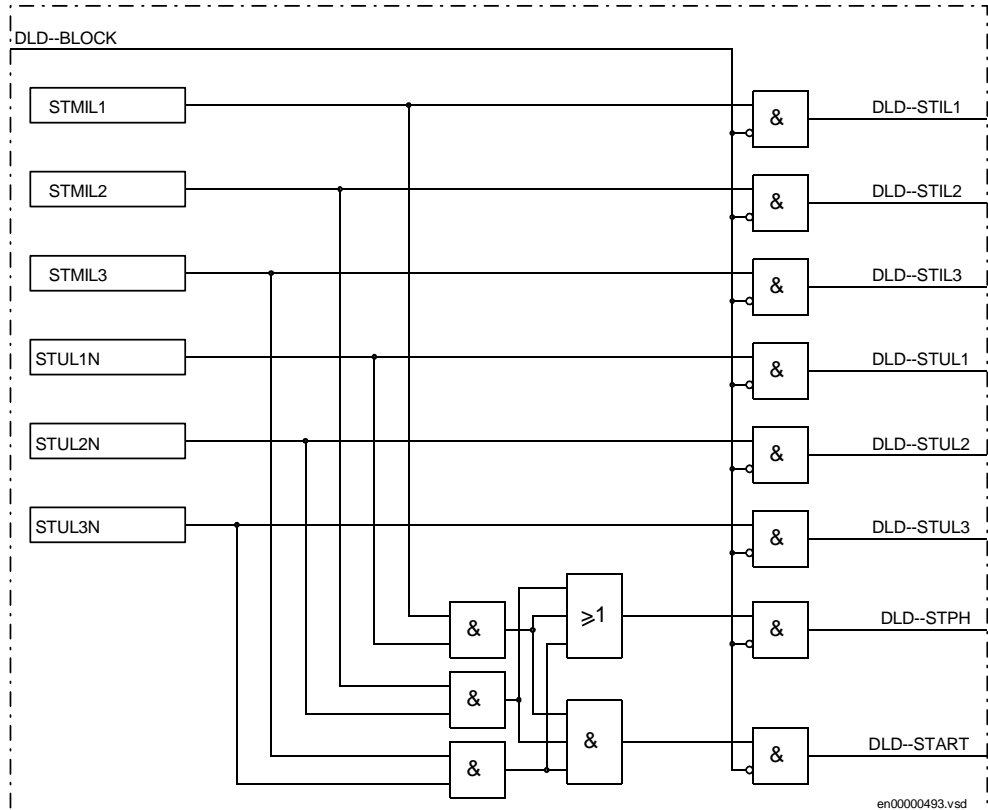 DLD--BLOCK
STMIL1
& DLD--STIL1
STMIL2
& DLD--STIL2
STMIL3
& DLD--STIL3
STUL1N
& DLD--STUL1
STUL2N
& DLD--STUL2
STUL3N
& DLD--STUL3
& ≥1 & DLD--STPH
&
& & DLD--START
&
en00000493.vsd